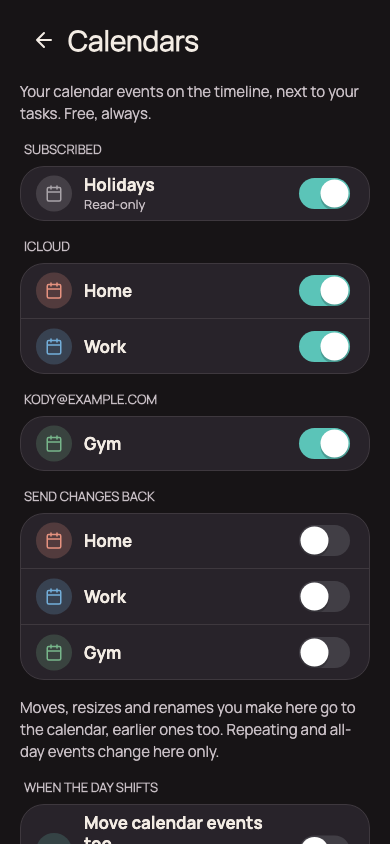 Calendars
Your calendar events on the timeline, next to your
tasks. Free, always.
SUBSCRIBED
Holidays
Read-only
ICLOUD
Home
Work
KODY@EXAMPLE.COM
Gym
SEND CHANGES BACK
Home
Work
Gym
Moves, resizes and renames you make here go to
the calendar, earlier ones too. Repeating and all-
day events change here only.
WHEN THE DAY SHIFTS
Move calendar events
too